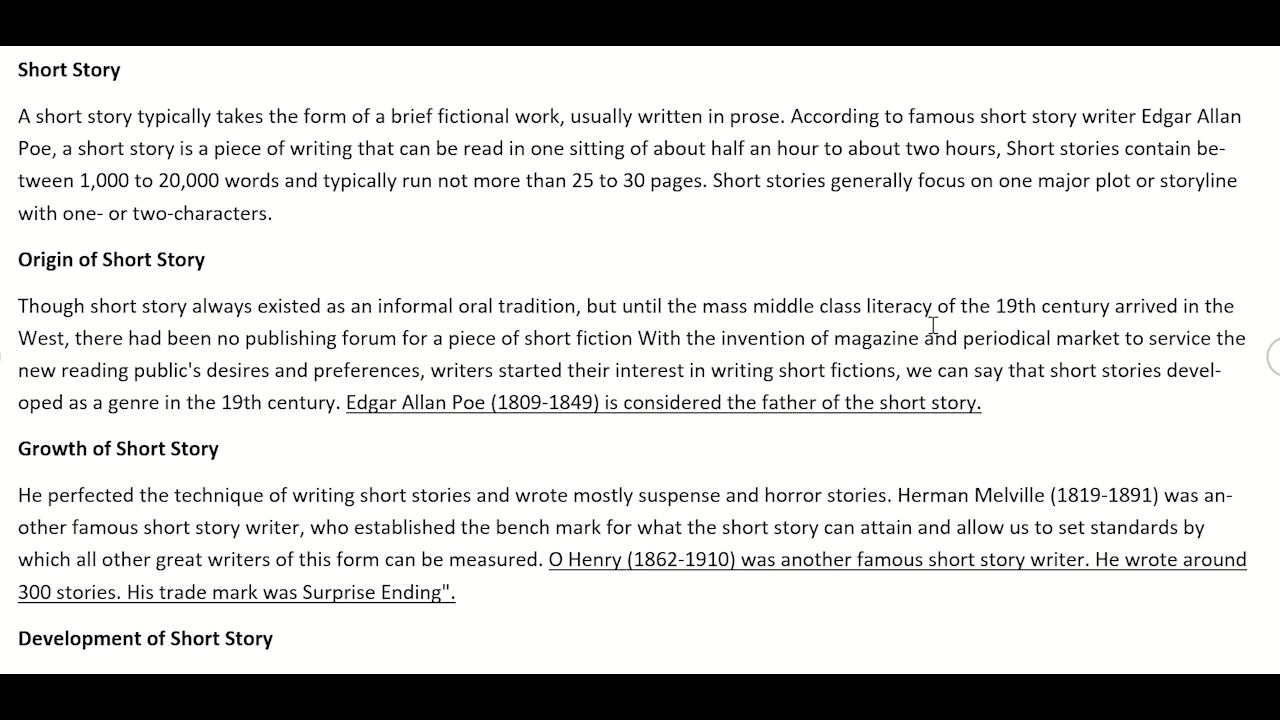 Short Story
A short story typically takes the form of a brief fictional work, usually written in prose. According to famous short story writer Edgar Allan
Poe, a short story is a piece of writing that can be read in one sitting of about half an hour to about two hours, Short stories contain be-
tween 1,000 to 20,000 words and typically run not more than 25 to 30 pages. Short stories generally focus on one major plot or storyline
with one- or two-characters.
Origin of Short Story
Though short story always existed as an informal oral tradition, but until the mass middle class literacy of the 19th century arrived in the
West, there had been no publishing forum for a piece of short fiction With the invention of magazine and periodical market to service the
new reading public's desires and preferences, writers started their interest in writing short fictions, we can say that short stories devel-
oped as a genre in the 19th century. Edgar Allan Poe (1809-1849) is considered the father of the short story.
Growth of Short Story
He perfected the technique of writing short stories and wrote mostly suspense and horror stories. Herman Melville (1819-1891) was an-
other famous short story writer, who established the bench mark for what the short story can attain and allow us to set standards by
which all other great writers of this form can be measured. O Henry (1862-1910) was another famous short story writer. He wrote around
300 stories. His trade mark was Surprise Ending".
Development of Short Story